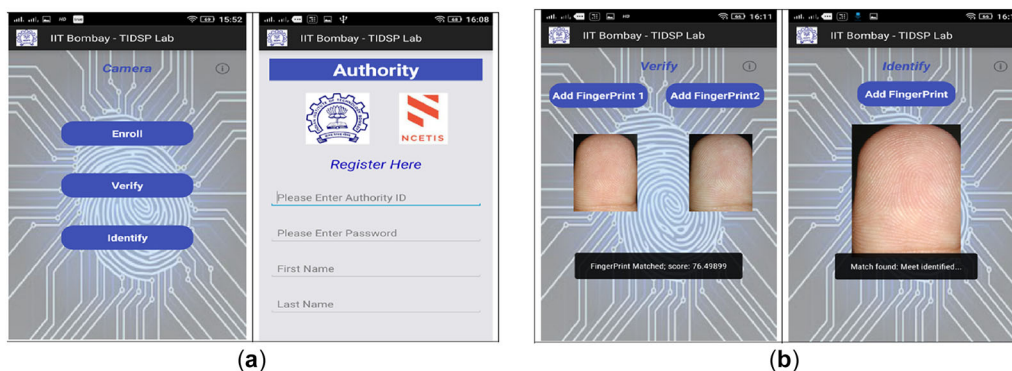 15:52
IIT Bombay - TIDSP Lab
Camera
Enroll
Verify
Identify
16:08
IIT Bombay - TIDSP Lab
Authority
NCETIS
Register Here
Please Enter Authority ID
Please Enter Password
First Name
Last Name
(a)
16:11
IIT Bombay - TIDSP Lab
Verify
Add FingerPrint 1
Add FingerPrint2
FingerPrint Matched; score: 76.49899
IIT Bombay - TIDSP Lab
Identify
Add FingerPrint
Match found: Meet identified...
(b)